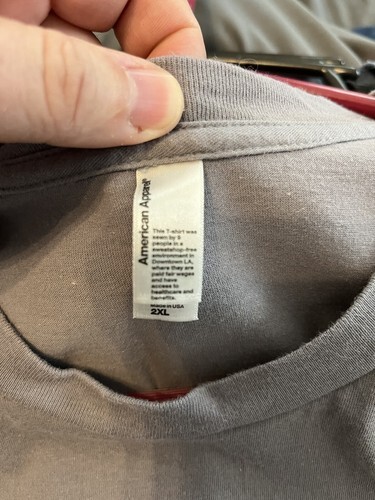 American Apparel®
This T-shirt was
sewn by 5
people in a
sweatshop-free
environment in
Downtown LA,
where they are
paid fair wages
and have
access to
healthcare and
benefits.
MADE IN USA
2XL